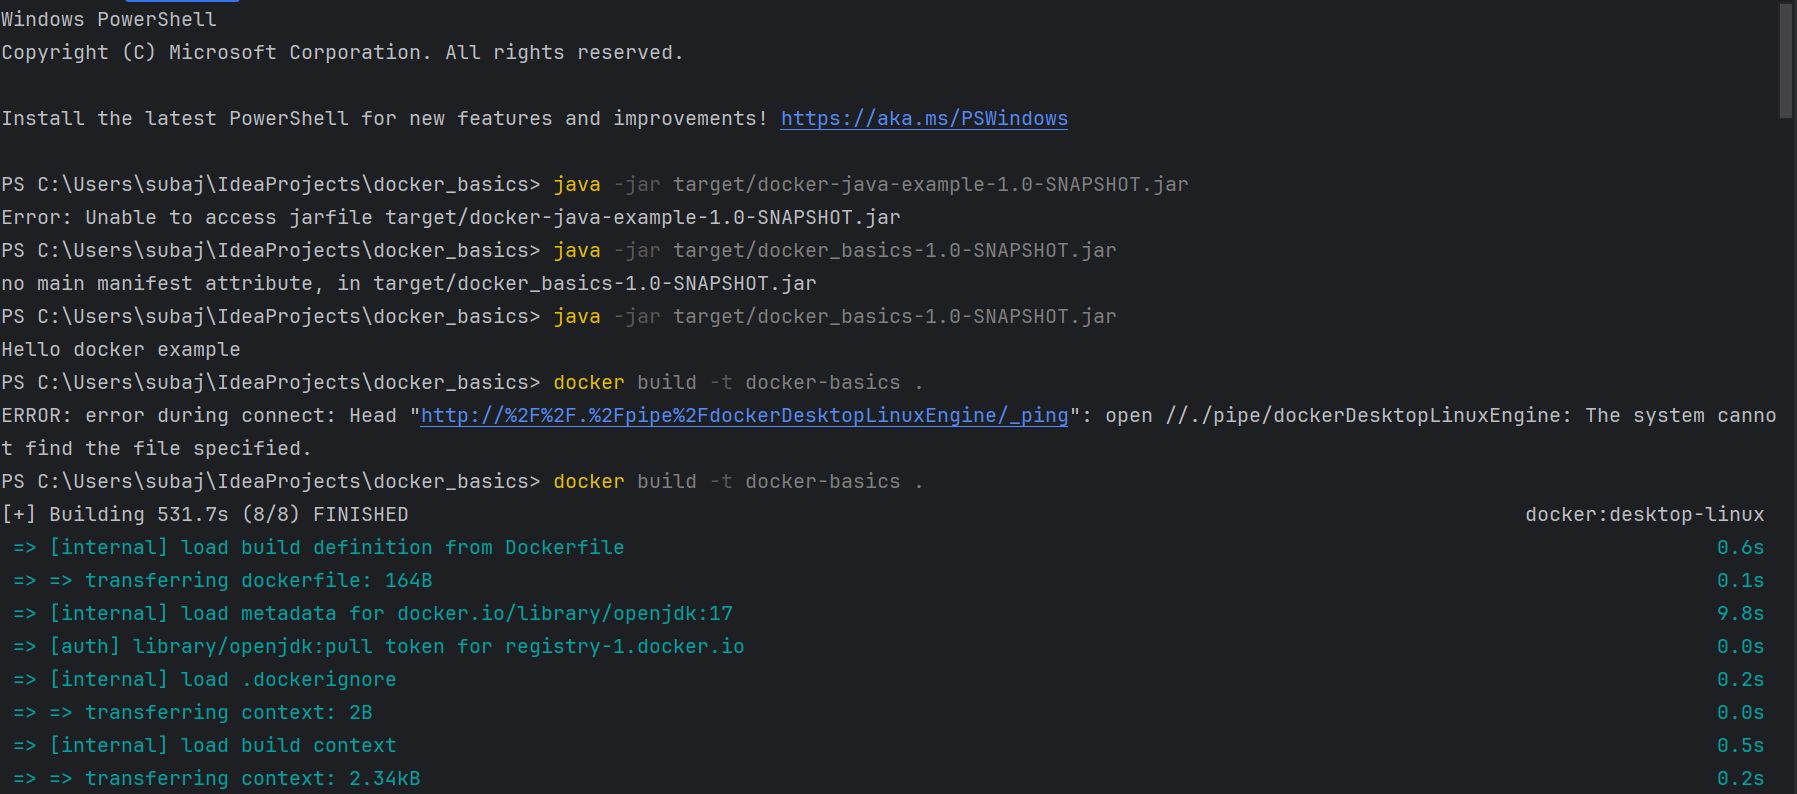 Windows PowerShell
Copyright (C) Microsoft Corporation. All rights reserved.
Install the latest PowerShell for new features and improvements! https://aka.ms/PSWindows
PS C:\Users\subaj\IdeaProjects\docker_basics> java -jar target/docker-java-example-1.0-SNAPSHOT.jar
Error: Unable to access jarfile target/docker-java-example-1.0-SNAPSHOT.jar
PS C:\Users\subaj\IdeaProjects\docker_basics> java -jar target/docker_basics-1.0-SNAPSHOT.jar
no main manifest attribute, in target/docker_basics-1.0-SNAPSHOT.jar
PS C:\Users\subaj\IdeaProjects\docker_basics> java -jar target/docker_basics-1.0-SNAPSHOT.jar
Hello docker example
PS C:\Users\subaj\IdeaProjects\docker_basics> docker build -t docker-basics .
ERROR: error during connect: Head "http://%2F%2F.%2Fpipe%2FdockerDesktopLinuxEngine/_ping": open //./pipe/dockerDesktopLinuxEngine: The system canno
t find the file specified.
PS C:\Users\subaj\IdeaProjects\docker_basics> docker build -t docker-basics .
[+] Building 531.7s (8/8) FINISHED docker:desktop-linux
=> [internal] load build definition from Dockerfile 0.6s
=> => transferring dockerfile: 164B 0.1s
=> [internal] load metadata for docker.io/library/openjdk:17 9.8s
=> [auth] library/openjdk:pull token for registry-1.docker.io 0.0s
=> [internal] load .dockerignore 0.2s
=> => transferring context: 2B 0.0s
=> [internal] load build context 0.5s
=> => transferring context: 2.34kB 0.2s